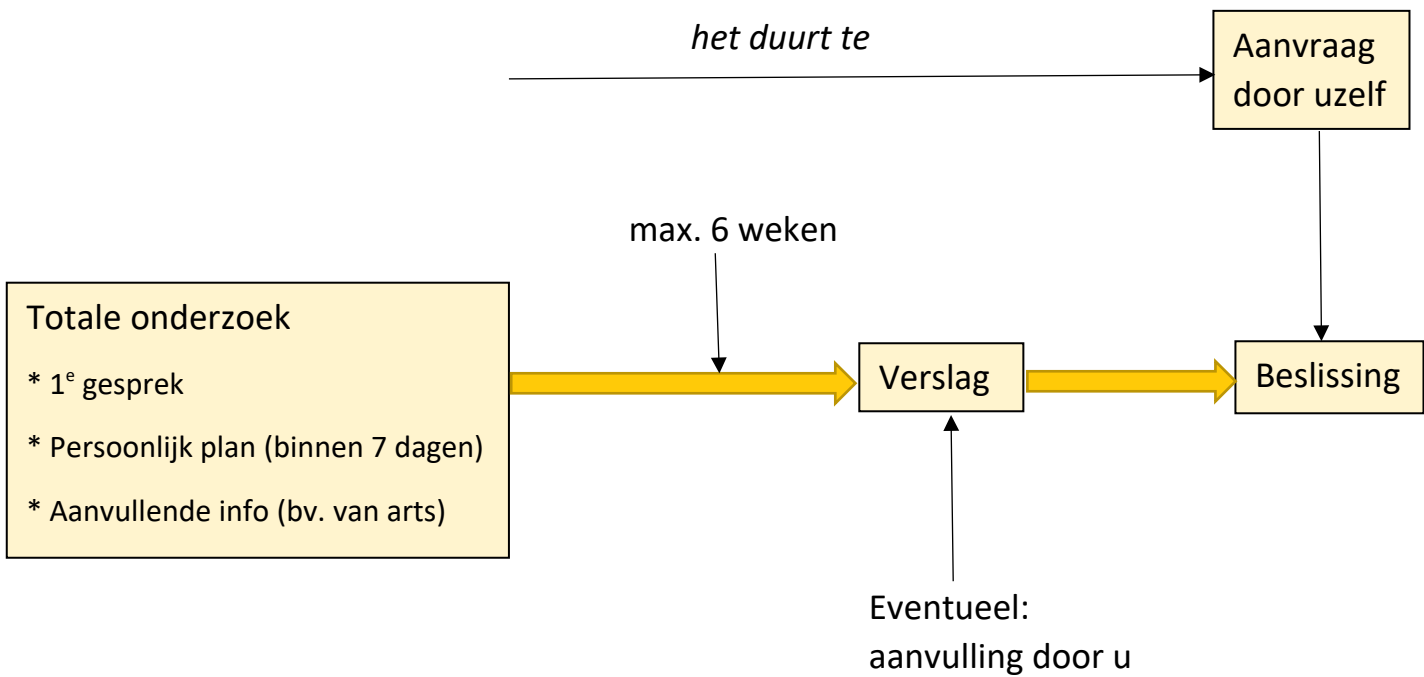 het duurt te
Aanvraag
door uzelf
max. 6 weken
Totale onderzoek
* 1e gesprek
* Persoonlijk plan (binnen 7 dagen)
* Aanvullende info (bv. van arts)
Verslag
Beslissing
Eventueel:
aanvulling door u